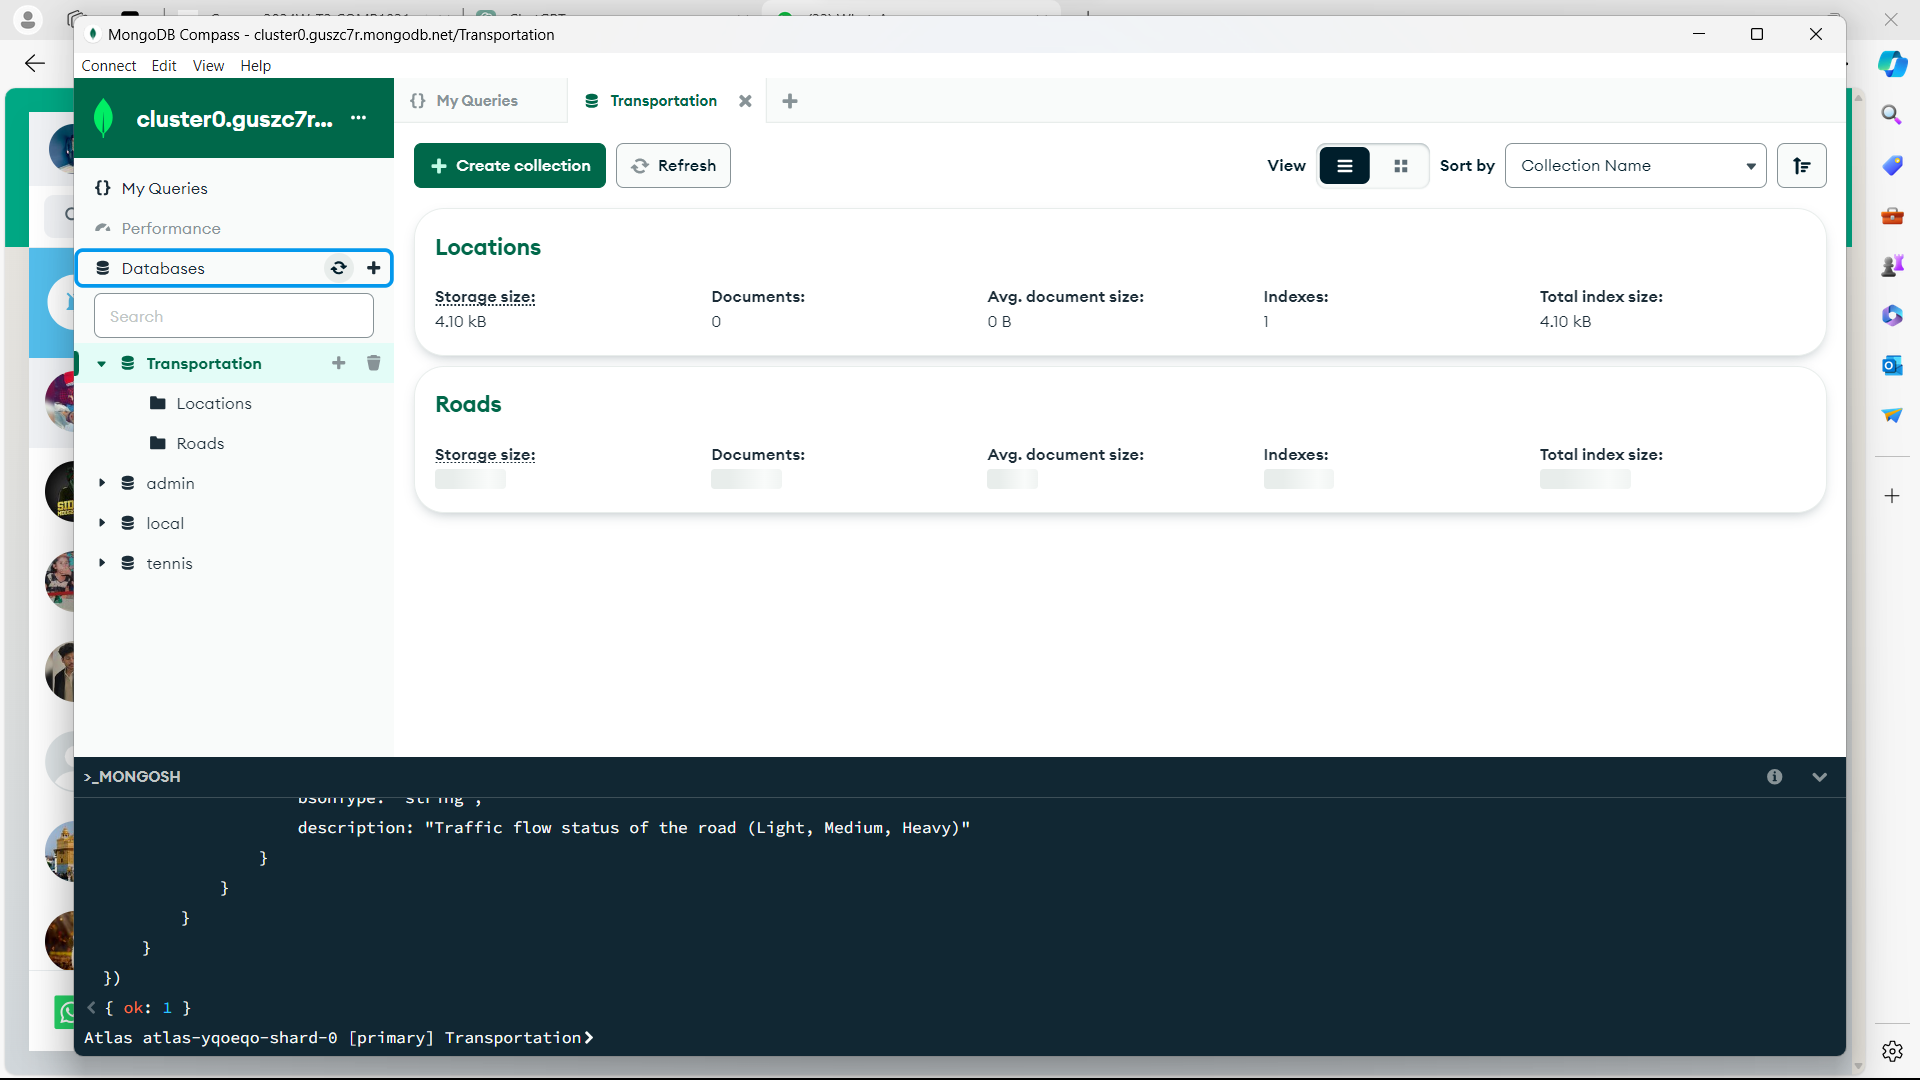 MongoDB Compass - cluster0.guszc7r.mongodb.net/Transportation
Connect Edit View Help
cluster0.guszc7r...
{} My Queries
Transportation
My Queries
Performance
Databases
Search
Transportation
Locations
Roads
admin
local
tennis
Create collection
Refresh
View
Sort by
Collection Name
Locations
Storage size: Documents: Avg. document size: Indexes: Total index size:
4.10 kB 0 0 B 1 4.10 kB
Roads
Storage size: Documents: Avg. document size: Indexes: Total index size:
>_MONGOSH
bsonType: "string",
description: "Traffic flow status of the road (Light, Medium, Heavy)"
}
}
}
}
})
< { ok: 1 }
Atlas atlas-yqoeqo-shard-0 [primary] Transportation>